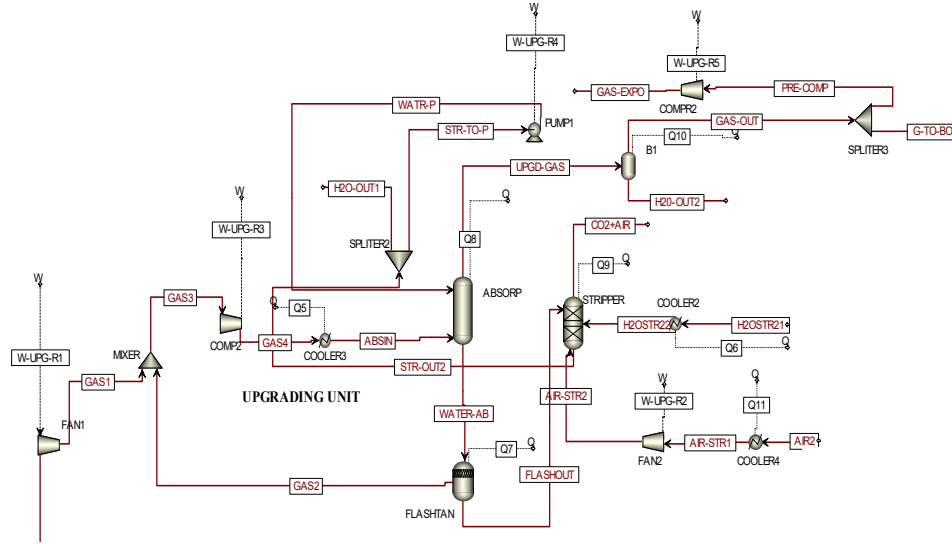 W
W-UPG-R4
WATR-P
STR-TO-P
PUMP1
W
W-UPG-R5
GAS-EXPO
COMPR2
PRE-COMP
GAS-OUT
Q10
Q
B1
SPLITER3
G-TO-BO
UPGD-GAS
H20-OUT2
H2O-OUT1
SPLITER2
Q
Q8
CO2+AIR
Q
Q9
STRIPPER
COOLER2
H2OSTR22
H2OSTR21
Q6
Q
W
W-UPG-R3
GAS3
COMP2
GAS4
Q
Q5
COOLER3
ABSIN
ABSORP
STR-OUT2
W
W-UPG-R1
MIXER
GAS1
FAN1
UPGRADING UNIT
WATER-AB
AIR-STR2
W
W-UPG-R2
FAN2
AIR-STR1
Q
Q11
COOLER4
AIR2
Q7
Q
GAS2
FLASHTAN
FLASHOUT